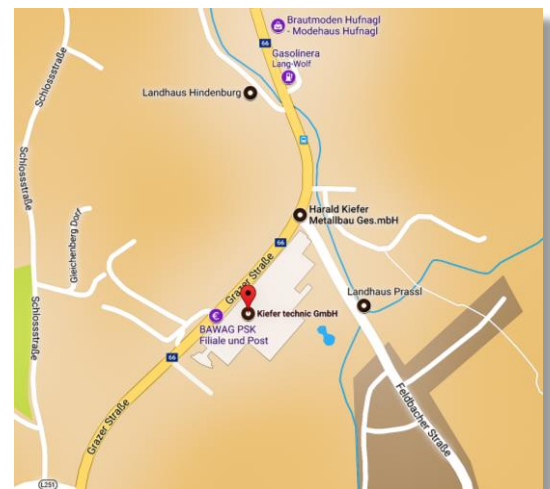 Brautmoden Hufnagl
- Modehaus Hufnagl
66
Gasolinera
Lang-Wolf
Schlossstraße
Landhaus Hindenburg
Schlossstraße
Gleichenberg Dorf
Harald Kiefer
Metallbau Ges.mbH
66
Grazer Straße
Landhaus Prassl
Kiefer technic GmbH
Schlossstraße
BAWAG PSK
Filiale und Post
66
Grazer Straße
Feldbacher Straße
L251